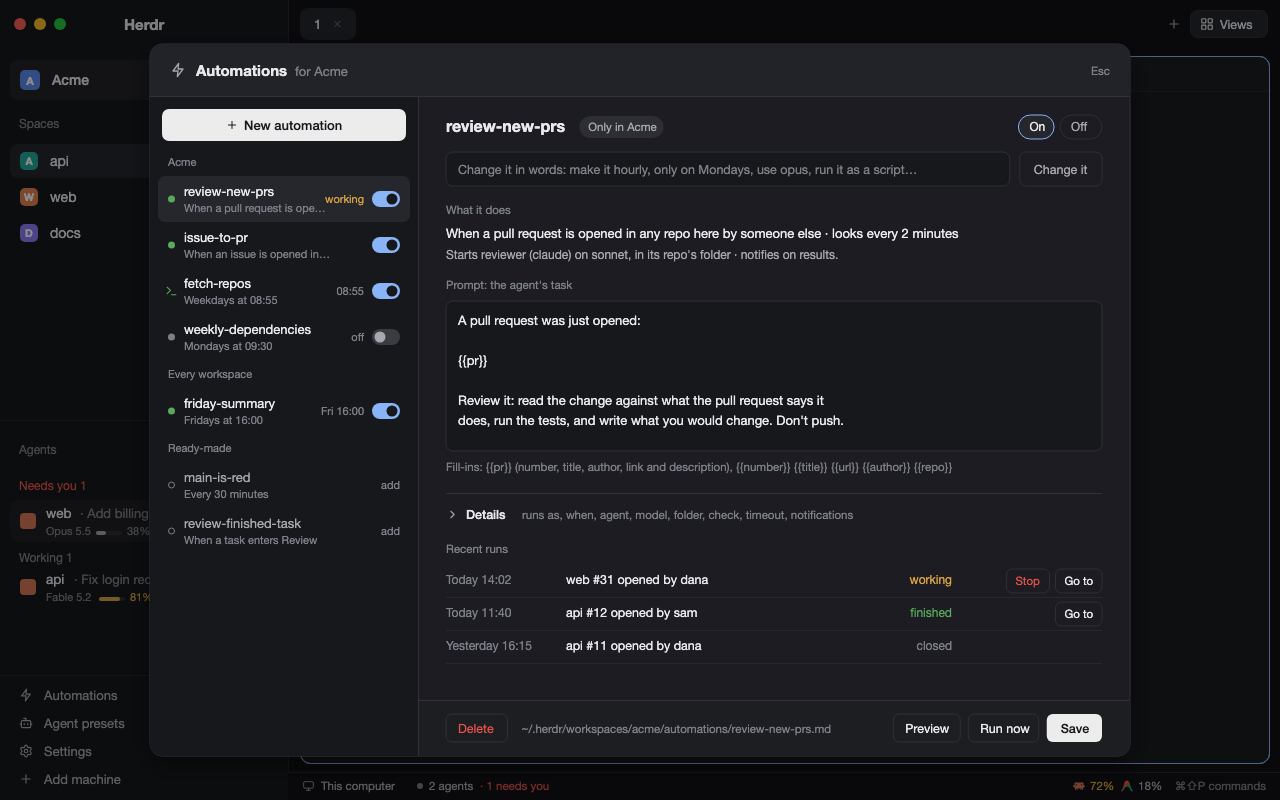 Herdr
1 ×
+
Views
A Acme
Spaces
A api
W web
D docs
Agents
Needs you 1
web · Add billing
Opus 5.5 38%
Working 1
api · Fix login red
Fable 5.2 81%
Automations
Agent presets
Settings
+ Add machine
Automations for Acme
Esc
+ New automation
Acme
review-new-prs
When a pull request is ope… working
issue-to-pr
When an issue is opened in…
fetch-repos
Weekdays at 08:55
08:55
weekly-dependencies
Mondays at 09:30
off
Every workspace
friday-summary
Fridays at 16:00
Fri 16:00
Ready-made
main-is-red
Every 30 minutes
add
review-finished-task
When a task enters Review
add
review-new-prs Only in Acme
On Off
Change it in words: make it hourly, only on Mondays, use opus, run it as a script…
Change it
What it does
When a pull request is opened in any repo here by someone else · looks every 2 minutes
Starts reviewer (claude) on sonnet, in its repo's folder · notifies on results.
Prompt: the agent's task
A pull request was just opened:
{{pr}}
Review it: read the change against what the pull request says it
does, run the tests, and write what you would change. Don't push.
Fill-ins: {{pr}} (number, title, author, link and description), {{number}} {{title}} {{url}} {{author}} {{repo}}
Details runs as, when, agent, model, folder, check, timeout, notifications
Recent runs
Today 14:02 web #31 opened by dana working Stop Go to
Today 11:40 api #12 opened by sam finished Go to
Yesterday 16:15 api #11 opened by dana closed
Delete ~/.herdr/workspaces/acme/automations/review-new-prs.md Preview Run now Save
This computer 2 agents · 1 needs you 72% 18% ⌘⇧P commands